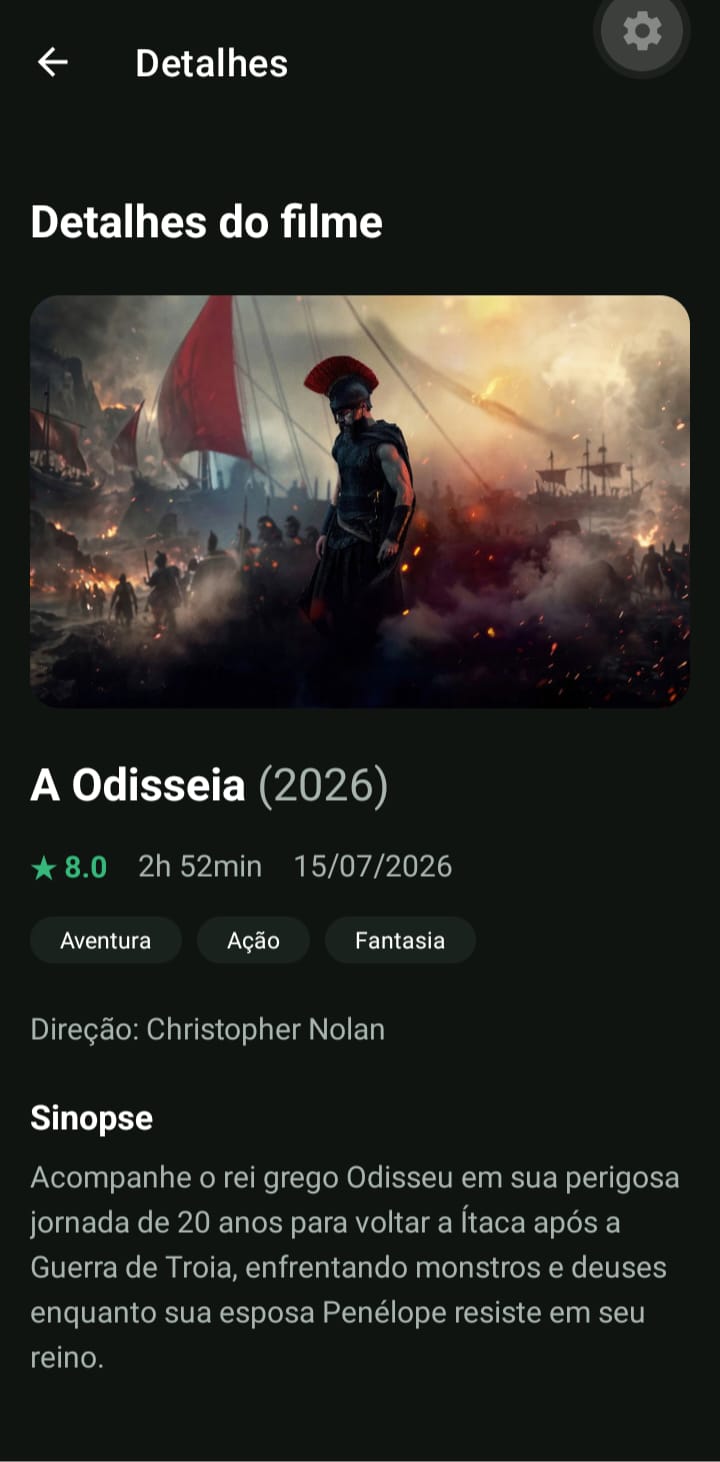 Detalhes
Detalhes do filme
A Odisseia (2026)
★ 8.0 2h 52min 15/07/2026
Aventura Ação Fantasia
Direção: Christopher Nolan
Sinopse
Acompanhe o rei grego Odisseu em sua perigosa
jornada de 20 anos para voltar a Ítaca após a
Guerra de Troia, enfrentando monstros e deuses
enquanto sua esposa Penélope resiste em seu
reino.